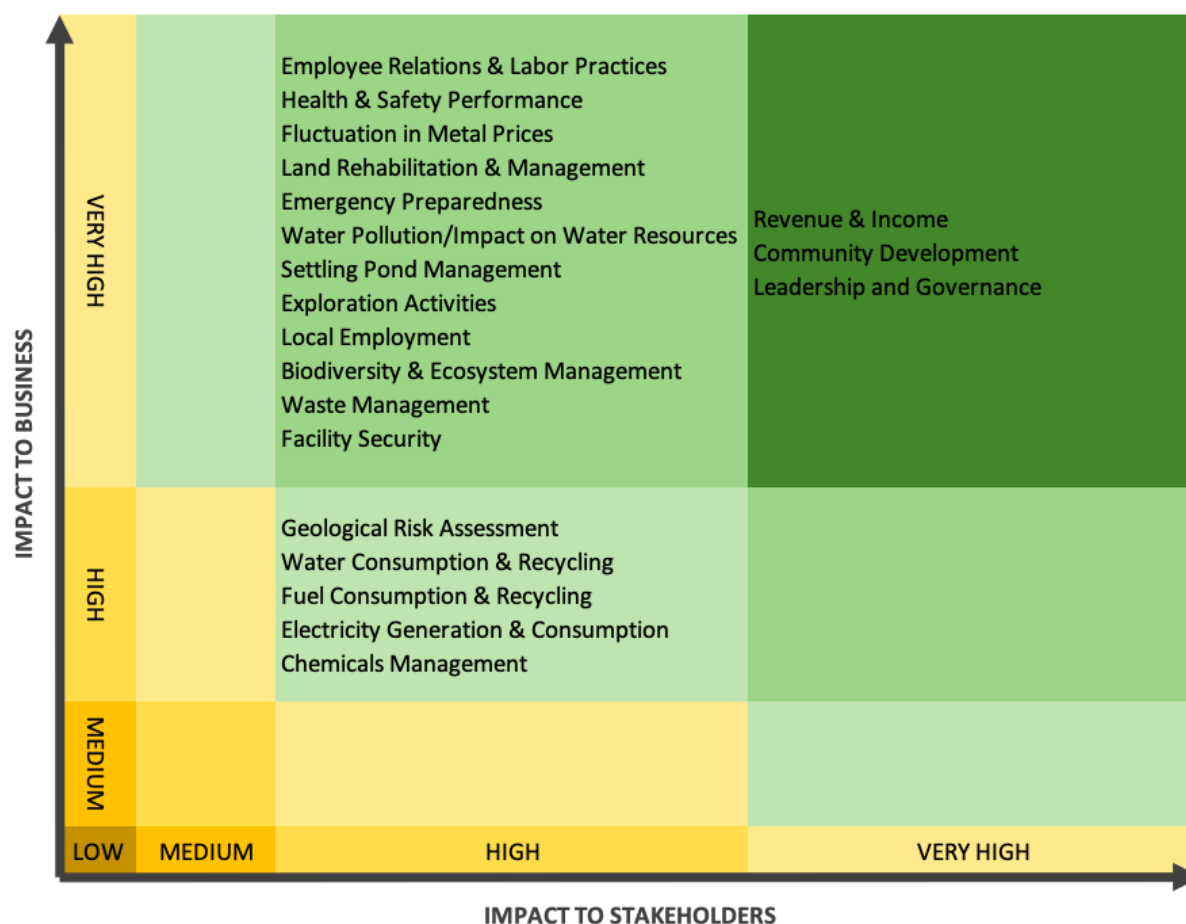 Employee Relations & Labor Practices
Health & Safety Performance
Fluctuation in Metal Prices
Land Rehabilitation & Management
Emergency Preparedness
Water Pollution/Impact on Water Resources
Settling Pond Management
Exploration Activities
Local Employment
Biodiversity & Ecosystem Management
Waste Management
Facility Security
Revenue & Income
Community Development
Leadership and Governance
VERY HIGH
IMPACT TO BUSINESS
Geological Risk Assessment
Water Consumption & Recycling
Fuel Consumption & Recycling
Electricity Generation & Consumption
Chemicals Management
HIGH
MEDIUM
LOW
MEDIUM
HIGH
VERY HIGH
IMPACT TO STAKEHOLDERS